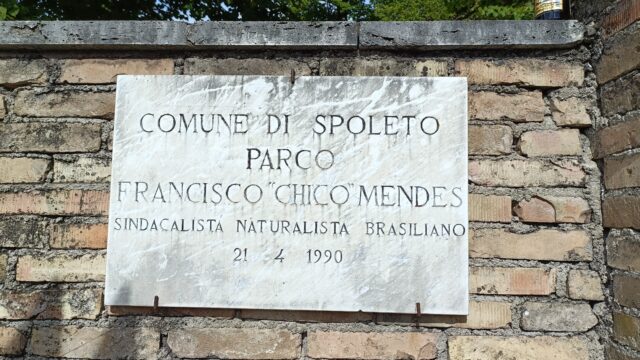 COMUNE DI SPOLETO
PARCO
FRANCISCO "CHICO" MENDES
SINDACALISTA NATURALISTA BRASILIANO
21 4 1990